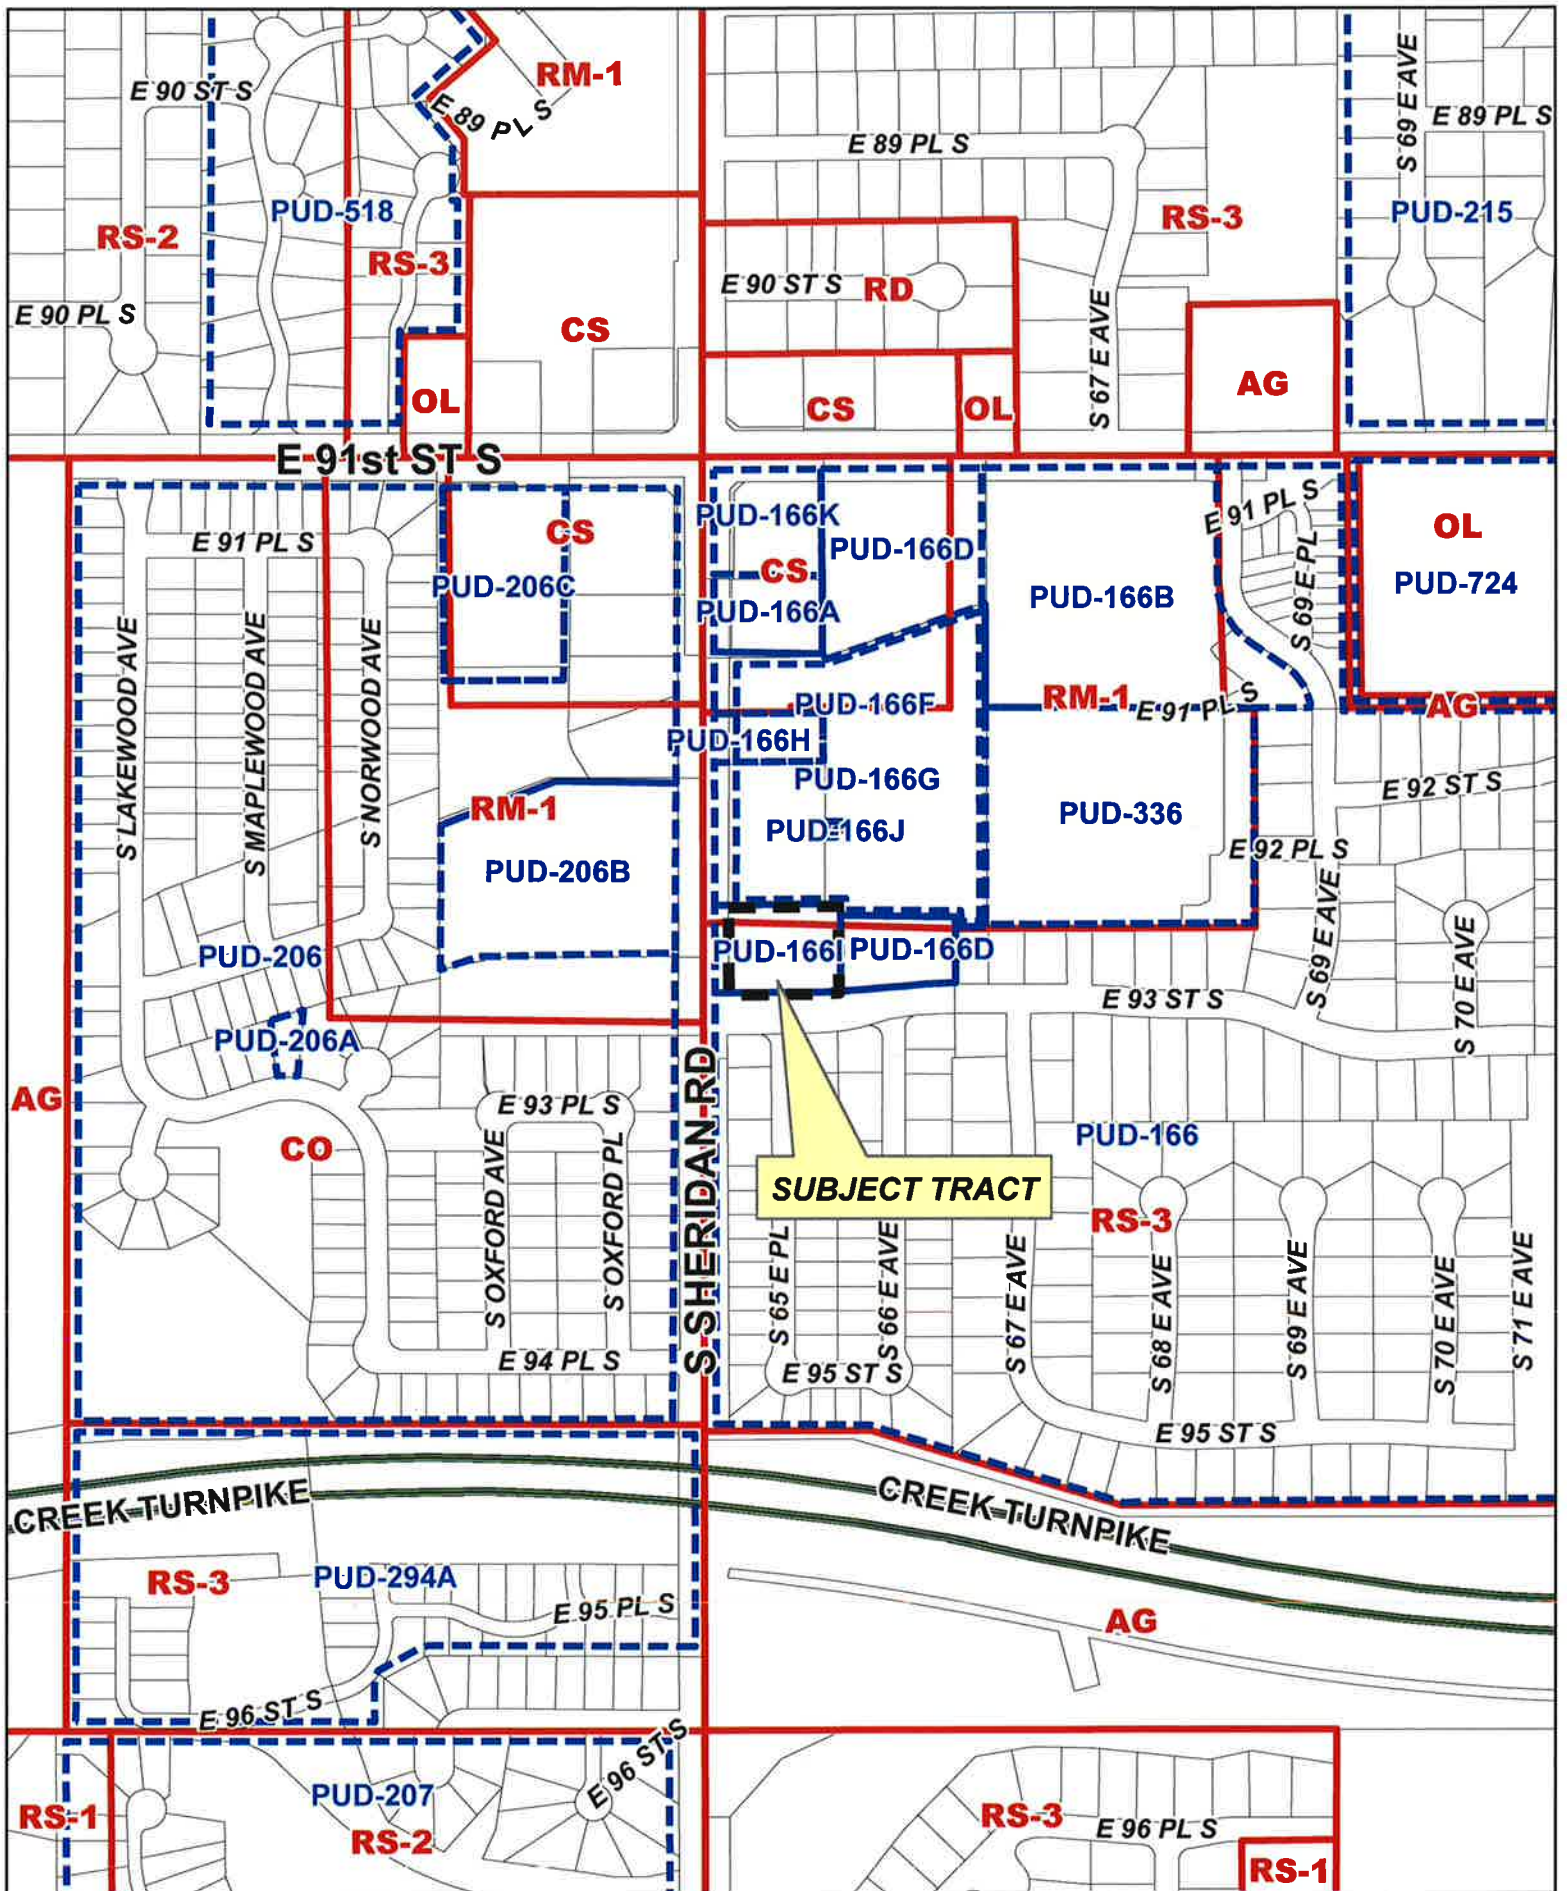 RM-1
E 90 ST S
E 89 PL S
S 69 E AVE
E 89 PL S
E 89 PL S
PUD-518
RS-2
RS-3
RS-3
PUD-215
E 90 ST S
RD
E 90 PL S
CS
S 67 E AVE
AG
OL
CS
OL
E 91st ST S
E 91 PL S
CS
PUD-206C
PUD-166K
CS
PUD-166A
PUD-166D
PUD-166B
E 91 PL S
S 69 E PL
OL
PUD-724
AG
S LAKEWOOD AVE
S MAPLEWOOD AVE
S NORWOOD AVE
PUD-166F
RM-1
E 91 PL S
PUD-166H
PUD-166G
PUD-166J
PUD-336
E 92 ST S
E 92 PL S
RM-1
PUD-206B
PUD-206
PUD-166I
PUD-166D
S 69 E AVE
S 70 E AVE
E 93 ST S
PUD-206A
AG
CO
E 93 PL S
S OXFORD AVE
S OXFORD PL
S SHERIDAN RD
PUD-166
SUBJECT TRACT
RS-3
S 65 E PL
S 66 E AVE
S 67 E AVE
S 68 E AVE
S 69 E AVE
S 70 E AVE
S 71 E AVE
E 94 PL S
E 95 ST S
E 95 ST S
CREEK TURNPIKE
CREEK TURNPIKE
RS-3
PUD-294A
E 95 PL S
AG
E 96 ST S
E 96 ST S
PUD-207
RS-1
RS-2
RS-3
E 96 PL S
RS-1